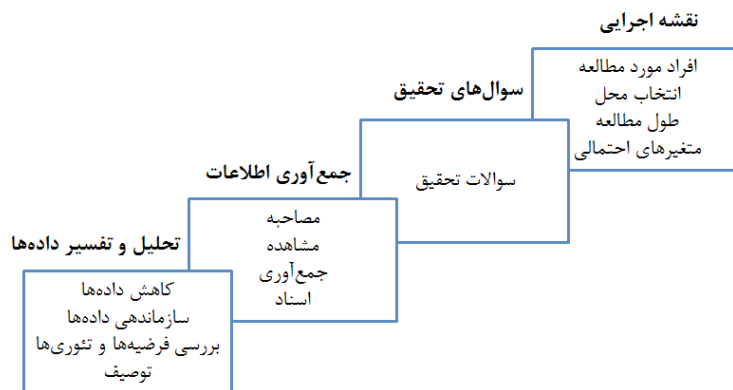 نقشه اجرایی
افراد مورد مطالعه
انتخاب محل
طول مطالعه
متغیرهای احتمالی
سوال‌های تحقیق
سوالات تحقیق
جمع‌آوری اطلاعات
مصاحبه
مشاهده
جمع‌آوری
اسناد
تحلیل و تفسیر داده‌ها
کاهش داده‌ها
سازماندهی داده‌ها
بررسی فرضیه‌ها و تئوری‌ها
توصیف